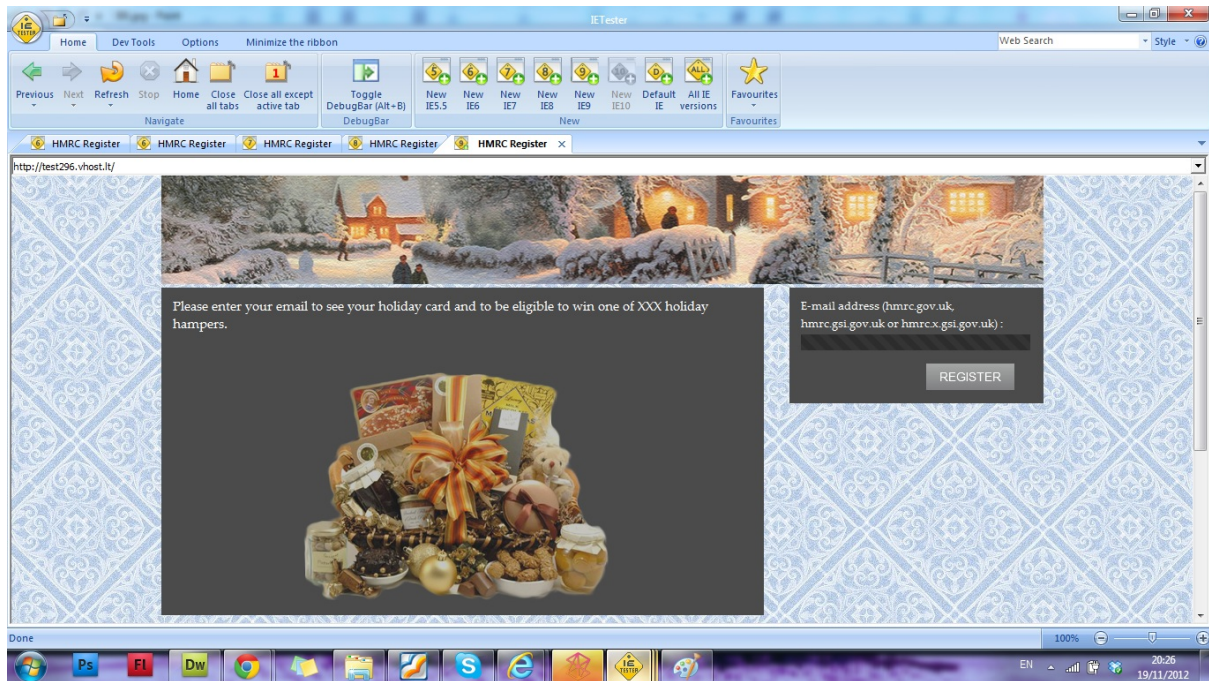 IETester
Home Dev Tools Options Minimize the ribbon
Web Search Style
Previous Next Refresh Stop Home Close all tabs Close all except active tab
Toggle DebugBar (Alt+B)
New IE5.5 New IE6 New IE7 New IE8 New IE9 New IE10 Default IE All IE versions
Favourites
Navigate DebugBar New Favourites
HMRC Register HMRC Register HMRC Register HMRC Register HMRC Register
http://test296.vhost.lt/
Please enter your email to see your holiday card and to be eligible to win one of XXX holiday
hampers.
E-mail address (hmrc.gov.uk,
hmrc.gsi.gov.uk or hmrc.x.gsi.gov.uk) :
REGISTER
Done
100%
Ps Fl Dw
EN
20:26
19/11/2012